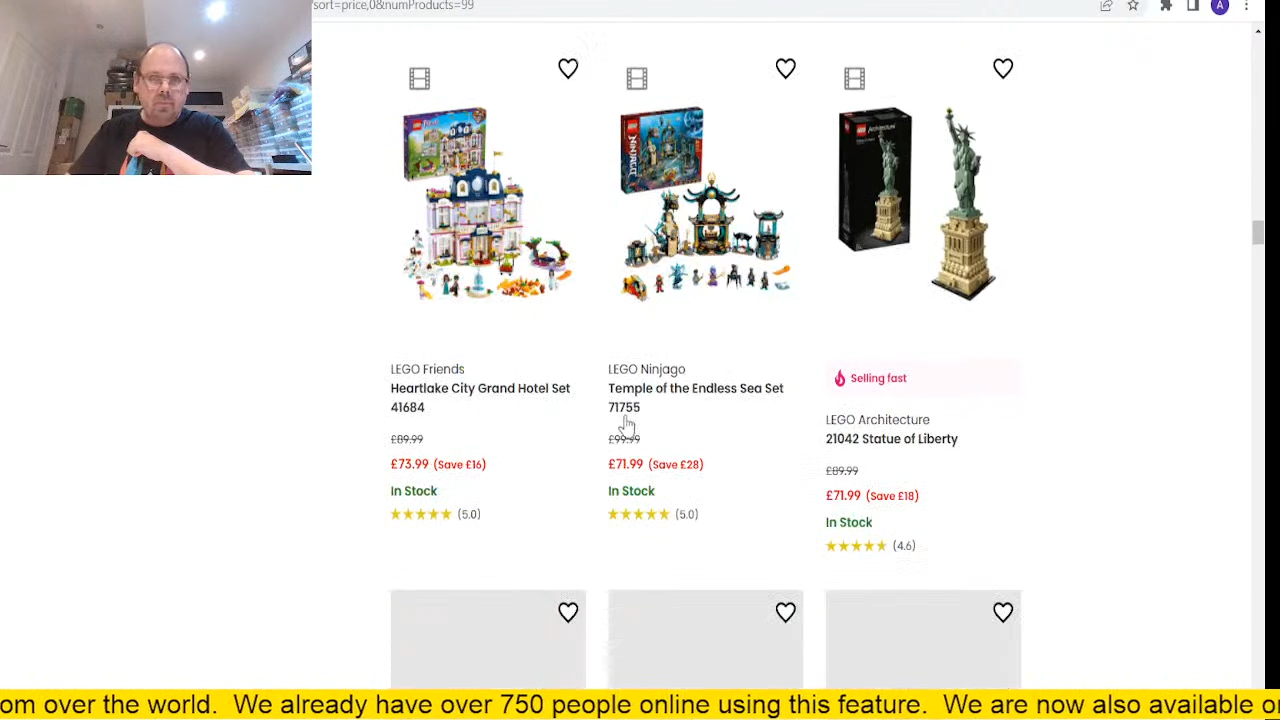 /sort=price,0&numProducts=99
A
LEGO Friends
Heartlake City Grand Hotel Set
41684
£89.99
£73.99 (Save £16)
In Stock
(5.0)
LEGO Ninjago
Temple of the Endless Sea Set
71755
£99.99
£71.99 (Save £28)
In Stock
(5.0)
Selling fast
LEGO Architecture
21042 Statue of Liberty
£89.99
£71.99 (Save £18)
In Stock
(4.6)
om over the world. We already have over 750 people online using this feature. We are now also available o